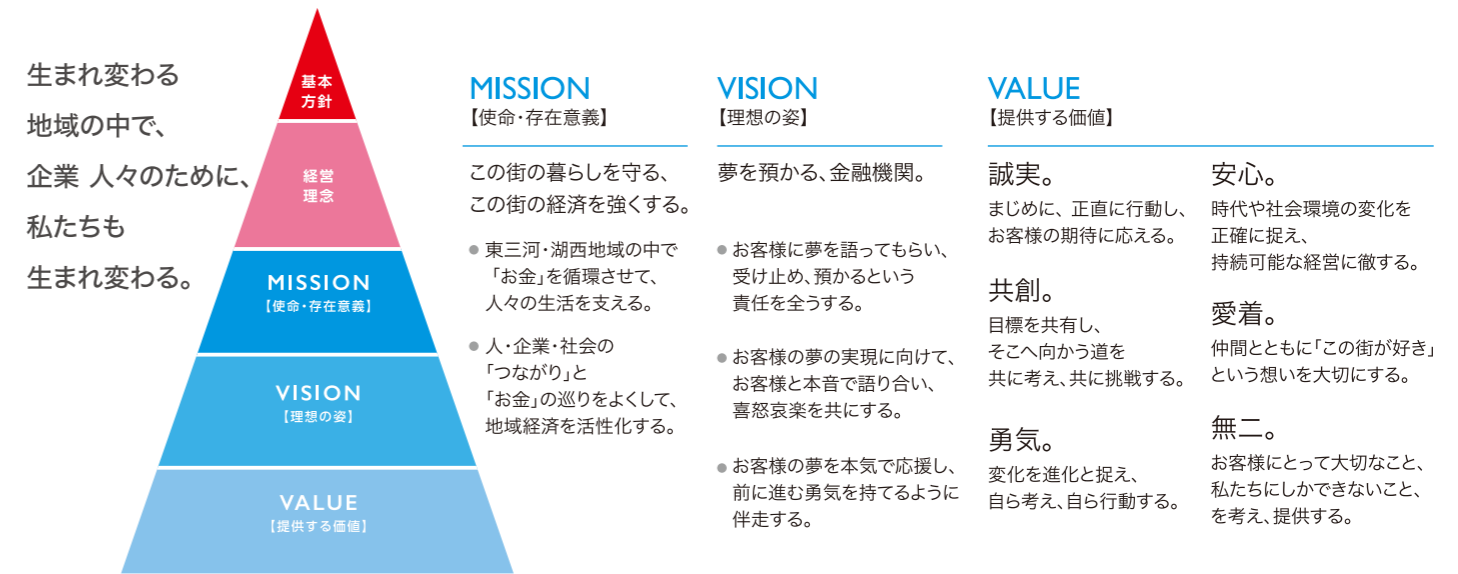 生まれ変わる
地域の中で、
企業 人々のために、
私たちも
生まれ変わる。
基本
方針
経営
理念
MISSION
【使命・存在意義】
VISION
【理想の姿】
VALUE
【提供する価値】
MISSION
【使命・存在意義】
この街の暮らしを守る、
この街の経済を強くする。
● 東三河・湖西地域の中で
「お金」を循環させて、
人々の生活を支える。
● 人・企業・社会の
「つながり」と
「お金」の巡りをよくして、
地域経済を活性化する。
VISION
【理想の姿】
夢を預かる、金融機関。
● お客様に夢を語ってもらい、
受け止め、預かるという
責任を全うする。
● お客様の夢の実現に向けて、
お客様と本音で語り合い、
喜怒哀楽を共にする。
● お客様の夢を本気で応援し、
前に進む勇気を持てるように
伴走する。
VALUE
【提供する価値】
誠実。
まじめに、正直に行動し、
お客様の期待に応える。
共創。
目標を共有し、
そこへ向かう道を
共に考え、共に挑戦する。
勇気。
変化を進化と捉え、
自ら考え、自ら行動する。
安心。
時代や社会環境の変化を
正確に捉え、
持続可能な経営に徹する。
愛着。
仲間とともに「この街が好き」
という想いを大切にする。
無二。
お客様にとって大切なこと、
私たちにしかできないこと、
を考え、提供する。